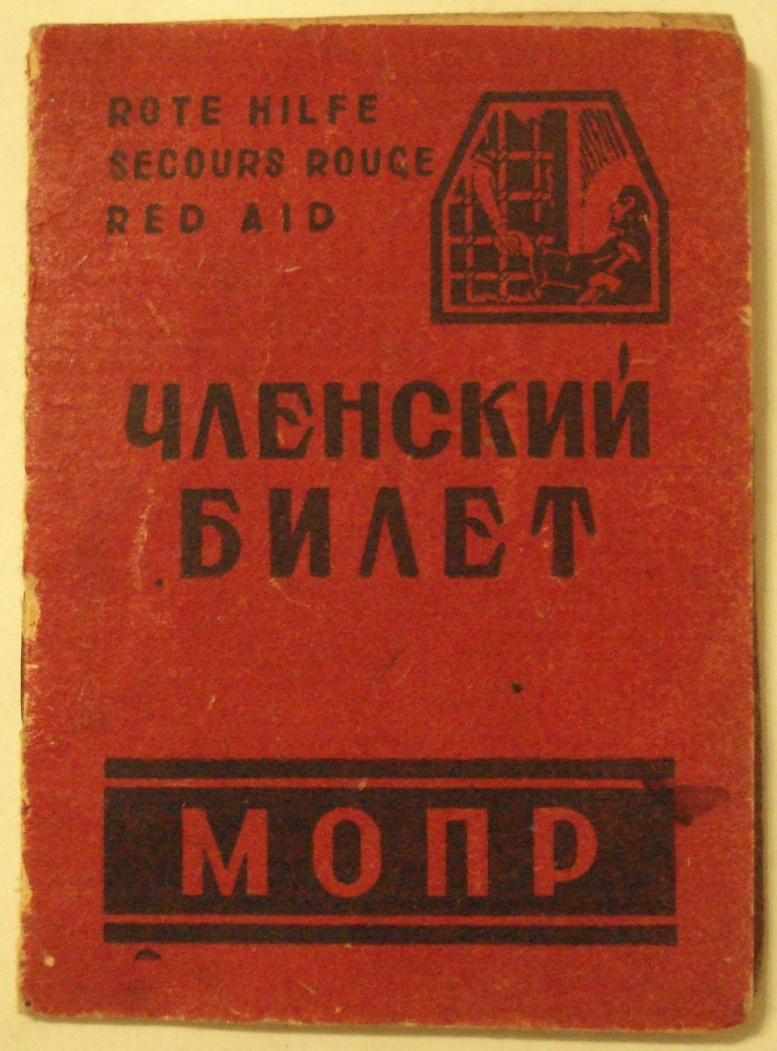 ROTE HILFE
SECOURS ROUGE
RED AID
ЧЛЕНСКИЙ
БИЛЕТ
МОПР